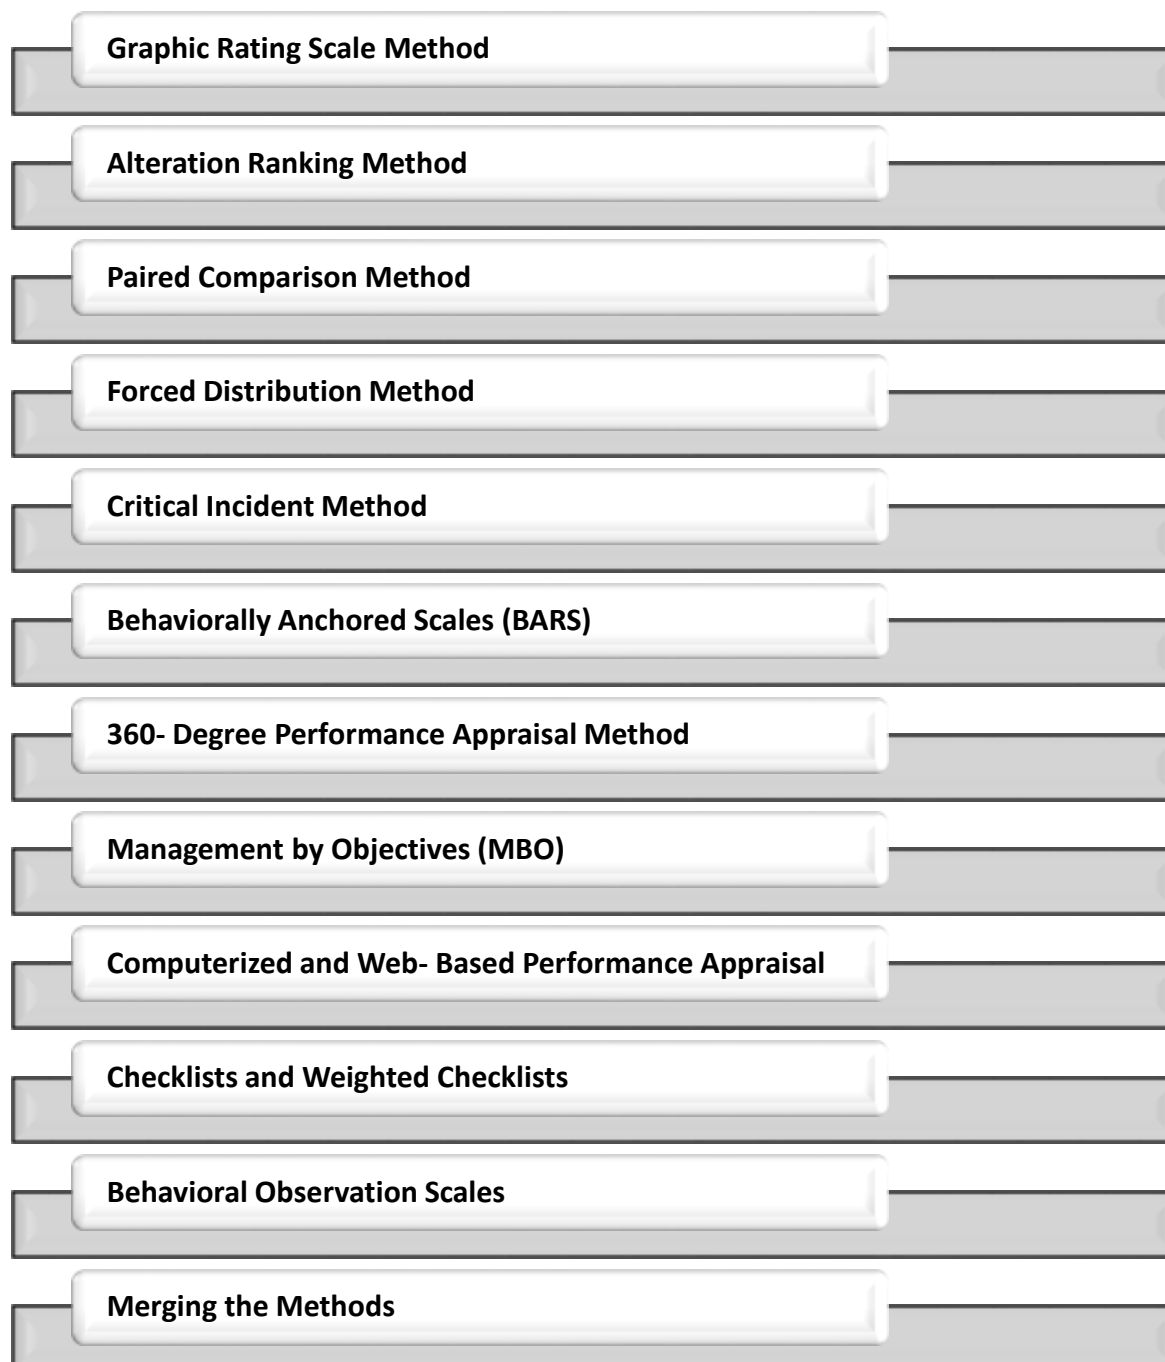 Graphic Rating Scale Method
Alteration Ranking Method
Paired Comparison Method
Forced Distribution Method
Critical Incident Method
Behaviorally Anchored Scales (BARS)
360- Degree Performance Appraisal Method
Management by Objectives (MBO)
Computerized and Web- Based Performance Appraisal
Checklists and Weighted Checklists
Behavioral Observation Scales
Merging the Methods